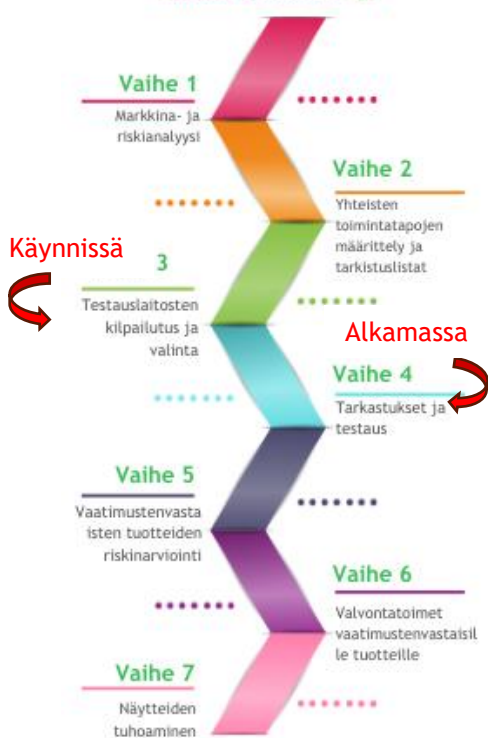 Vaihe 1
Markkina- ja
riskianalyysi
Vaihe 2
Yhteisten
toimintatapojen
määrittely ja
tarkistuslistat
Käynnissä
3
Testauslaitosten
kilpailutus ja
valinta
Alkamassa
Vaihe 4
Tarkastukset ja
testaus
Vaihe 5
Vaatimustenvasta
isten tuotteiden
riskinarviointi
Vaihe 6
Valvontatoimet
vaatimustenvastaisil
le tuotteille
Vaihe 7
Näytteiden
tuhoaminen